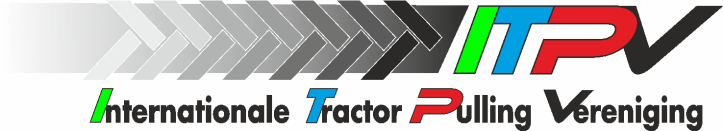 ITPV
Internationale Tractor Pulling Vereniging